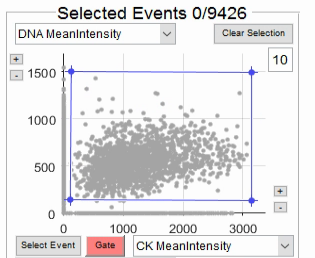 Selected Events 0/9426
DNA MeanIntensity
Clear Selection
+
-
10
1500
1000
500
0
0
1000
2000
3000
+
-
Select Event
Gate
CK MeanIntensity